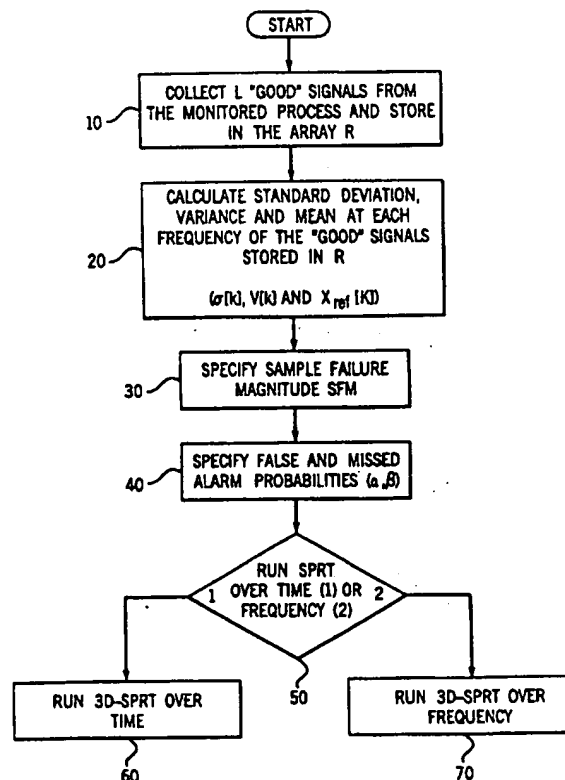 START
COLLECT L "GOOD" SIGNALS FROM
THE MONITORED PROCESS AND STORE
IN THE ARRAY R
10
CALCULATE STANDARD DEVIATION,
VARIANCE AND MEAN AT EACH
FREQUENCY OF THE "GOOD" SIGNALS
STORED IN R
20
(σ[k], V[k] AND X ref [K])
SPECIFY SAMPLE FAILURE
MAGNITUDE SFM
30
SPECIFY FALSE AND MISSED
ALARM PROBABILITIES (α,β)
40
RUN SPRT
1 OVER TIME (1) OR 2
FREQUENCY (2)
50
RUN 3D-SPRT OVER
TIME
60
RUN 3D-SPRT OVER
FREQUENCY
70